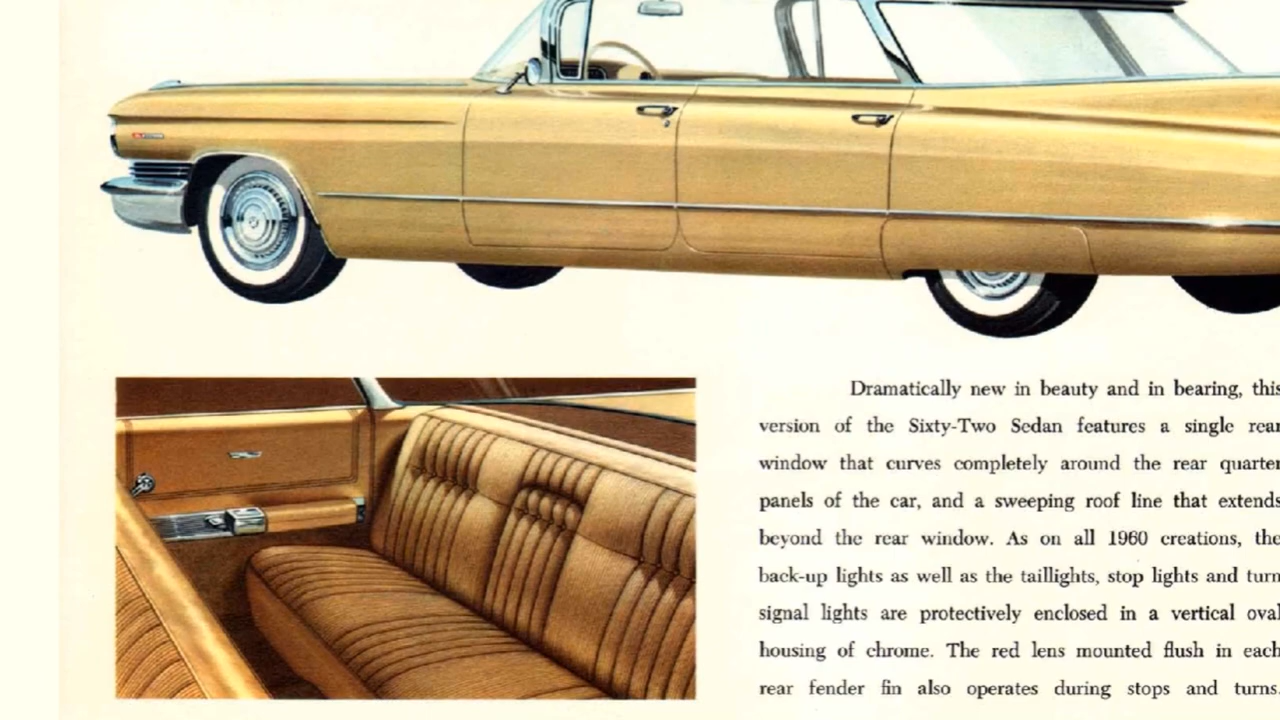 Dramatically new in beauty and in bearing, this
version of the Sixty-Two Sedan features a single rear
window that curves completely around the rear quarter
panels of the car, and a sweeping roof line that extends
beyond the rear window. As on all 1960 creations, the
back-up lights as well as the taillights, stop lights and turn
signal lights are protectively enclosed in a vertical oval
housing of chrome. The red lens mounted flush in each
rear fender fin also operates during stops and turns.